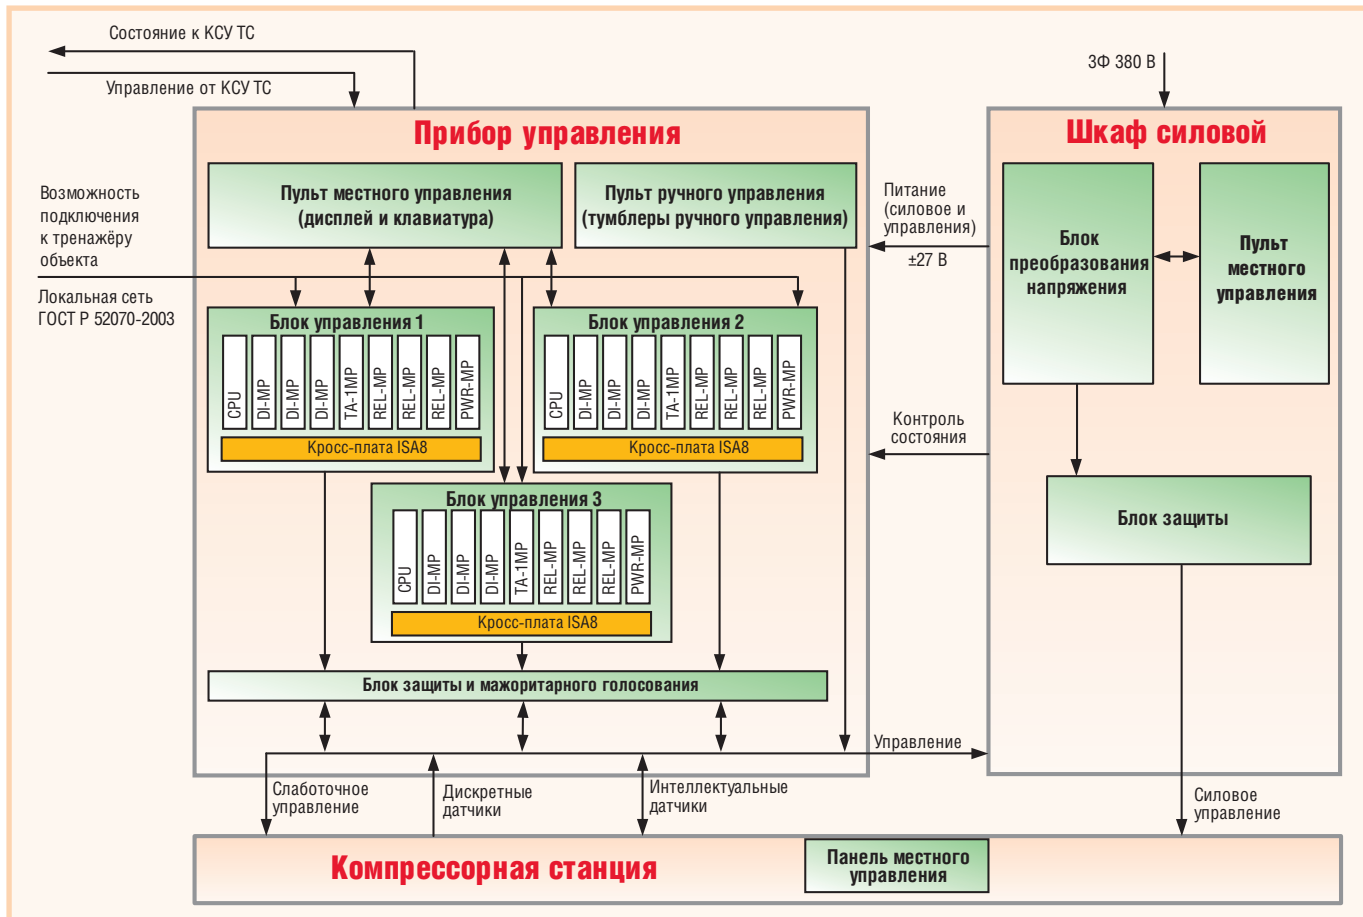 Состояние к КСУ ТС
Управление от КСУ ТС
3Ф 380 В
Прибор управления
Шкаф силовой
Пульт местного управления
(дисплей и клавиатура)
Пульт ручного управления
(тумблеры ручного управления)
Возможность
подключения
к тренажёру
объекта
Локальная сеть
ГОСТ Р 52070-2003
Питание
(силовое и
управления)
±27 В
Блок
преобразования
напряжения
Пульт
местного
управления
Блок управления 1
CPU
DI-MP
DI-MP
DI-MP
TA-1MP
REL-MP
REL-MP
REL-MP
PWR-MP
Кросс-плата ISA8
Блок управления 2
CPU
DI-MP
DI-MP
DI-MP
TA-1MP
REL-MP
REL-MP
REL-MP
PWR-MP
Кросс-плата ISA8
Контроль
состояния
Блок управления 3
CPU
DI-MP
DI-MP
DI-MP
TA-1MP
REL-MP
REL-MP
REL-MP
PWR-MP
Кросс-плата ISA8
Блок защиты
Блок защиты и мажоритарного голосования
Управление
Слаботочное
управление
Дискретные
датчики
Интеллектуальные
датчики
Силовое
управление
Компрессорная станция
Панель местного
управления